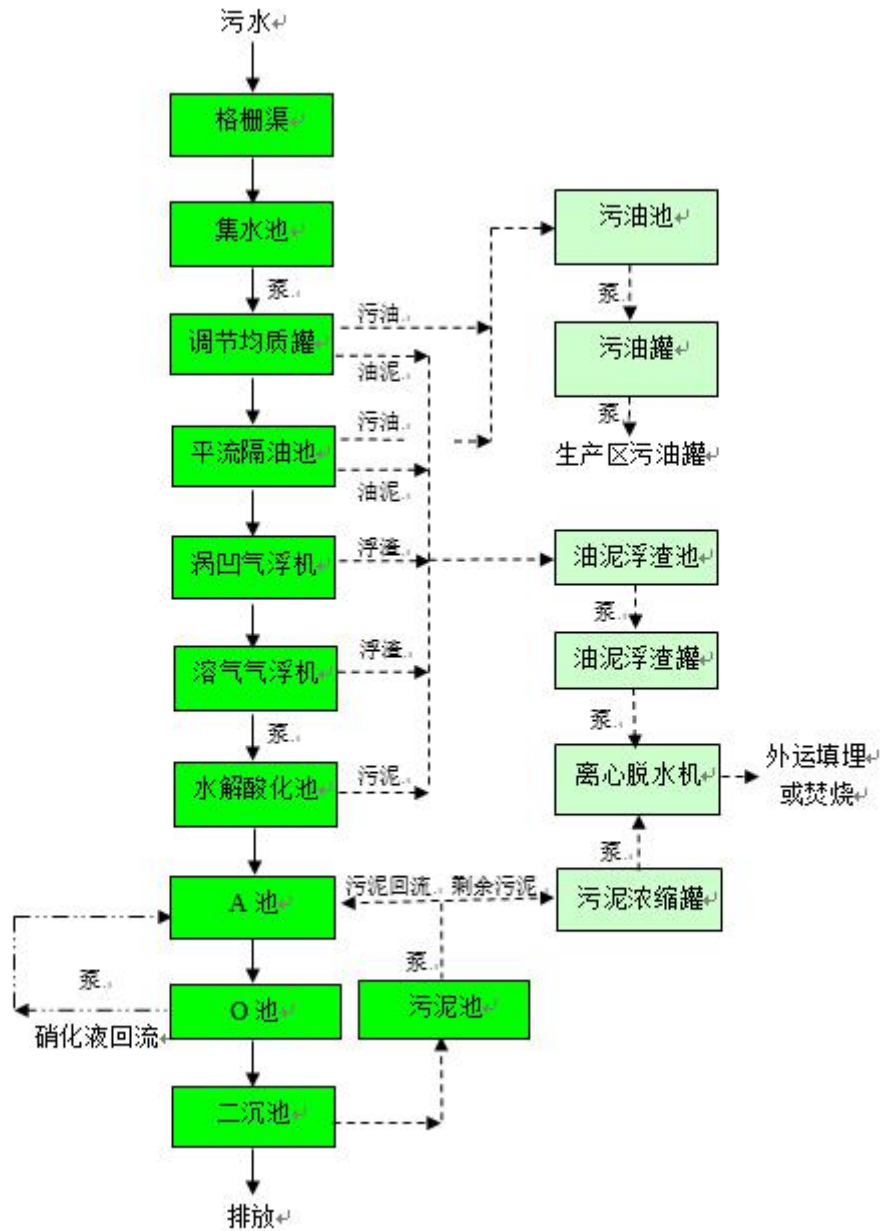 污水
格栅渠
集水池
泵
调节均质罐
污油
油泥
平流隔油池
污油
油泥
涡凹气浮机
浮渣
溶气气浮机
浮渣
泵
水解酸化池
污泥
A池
污泥回流
剩余污泥
泵
O池
硝化液回流
泵
污泥池
二沉池
排放
污油池
泵
污油罐
泵
生产区污油罐
油泥浮渣池
泵
油泥浮渣罐
泵
离心脱水机
外运填埋
或焚烧
泵
污泥浓缩罐